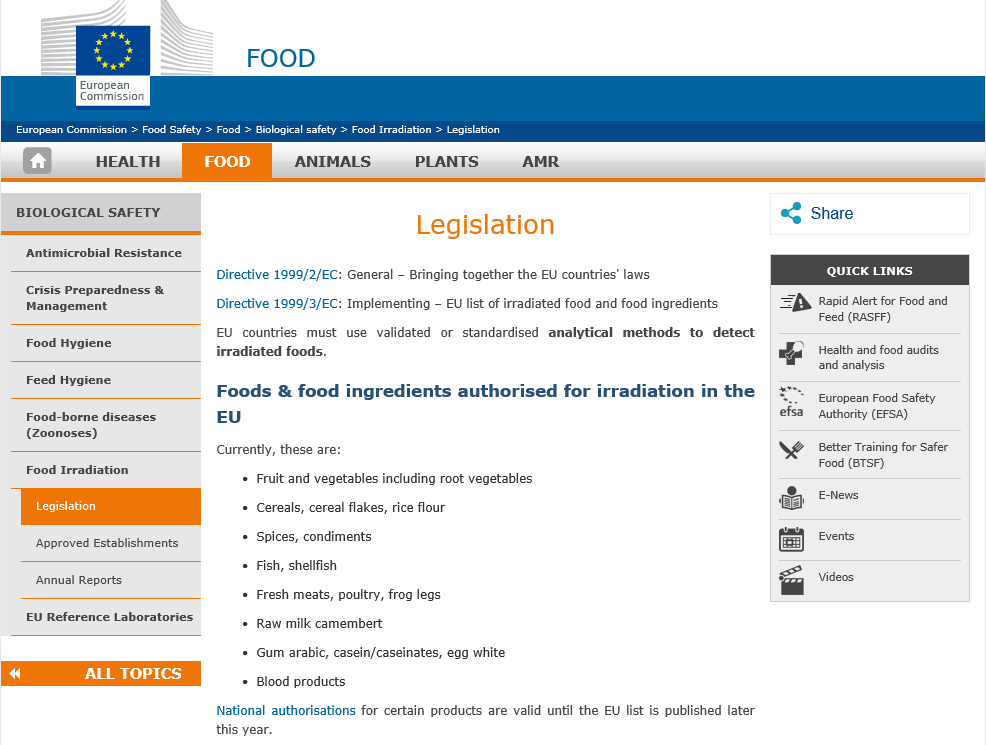 FOOD
European
Commission
European Commission > Food Safety > Food > Biological safety > Food Irradiation > Legislation
HEALTH FOOD ANIMALS PLANTS AMR
BIOLOGICAL SAFETY
Antimicrobial Resistance
Crisis Preparedness &
Management
Food Hygiene
Feed Hygiene
Food-borne diseases
(Zoonoses)
Food Irradiation
Legislation
Approved Establishments
Annual Reports
EU Reference Laboratories
ALL TOPICS
Legislation
Directive 1999/2/EC: General – Bringing together the EU countries' laws
Directive 1999/3/EC: Implementing – EU list of irradiated food and food ingredients
EU countries must use validated or standardised analytical methods to detect
irradiated foods.
Foods & food ingredients authorised for irradiation in the
EU
Currently, these are:
• Fruit and vegetables including root vegetables
• Cereals, cereal flakes, rice flour
• Spices, condiments
• Fish, shellfish
• Fresh meats, poultry, frog legs
• Raw milk camembert
• Gum arabic, casein/caseinates, egg white
• Blood products
National authorisations for certain products are valid until the EU list is published later
this year.
Share
QUICK LINKS
Rapid Alert for Food and
Feed (RASFF)
Health and food audits
and analysis
efsa
European Food Safety
Authority (EFSA)
Better Training for Safer
Food (BTSF)
E-News
Events
Videos